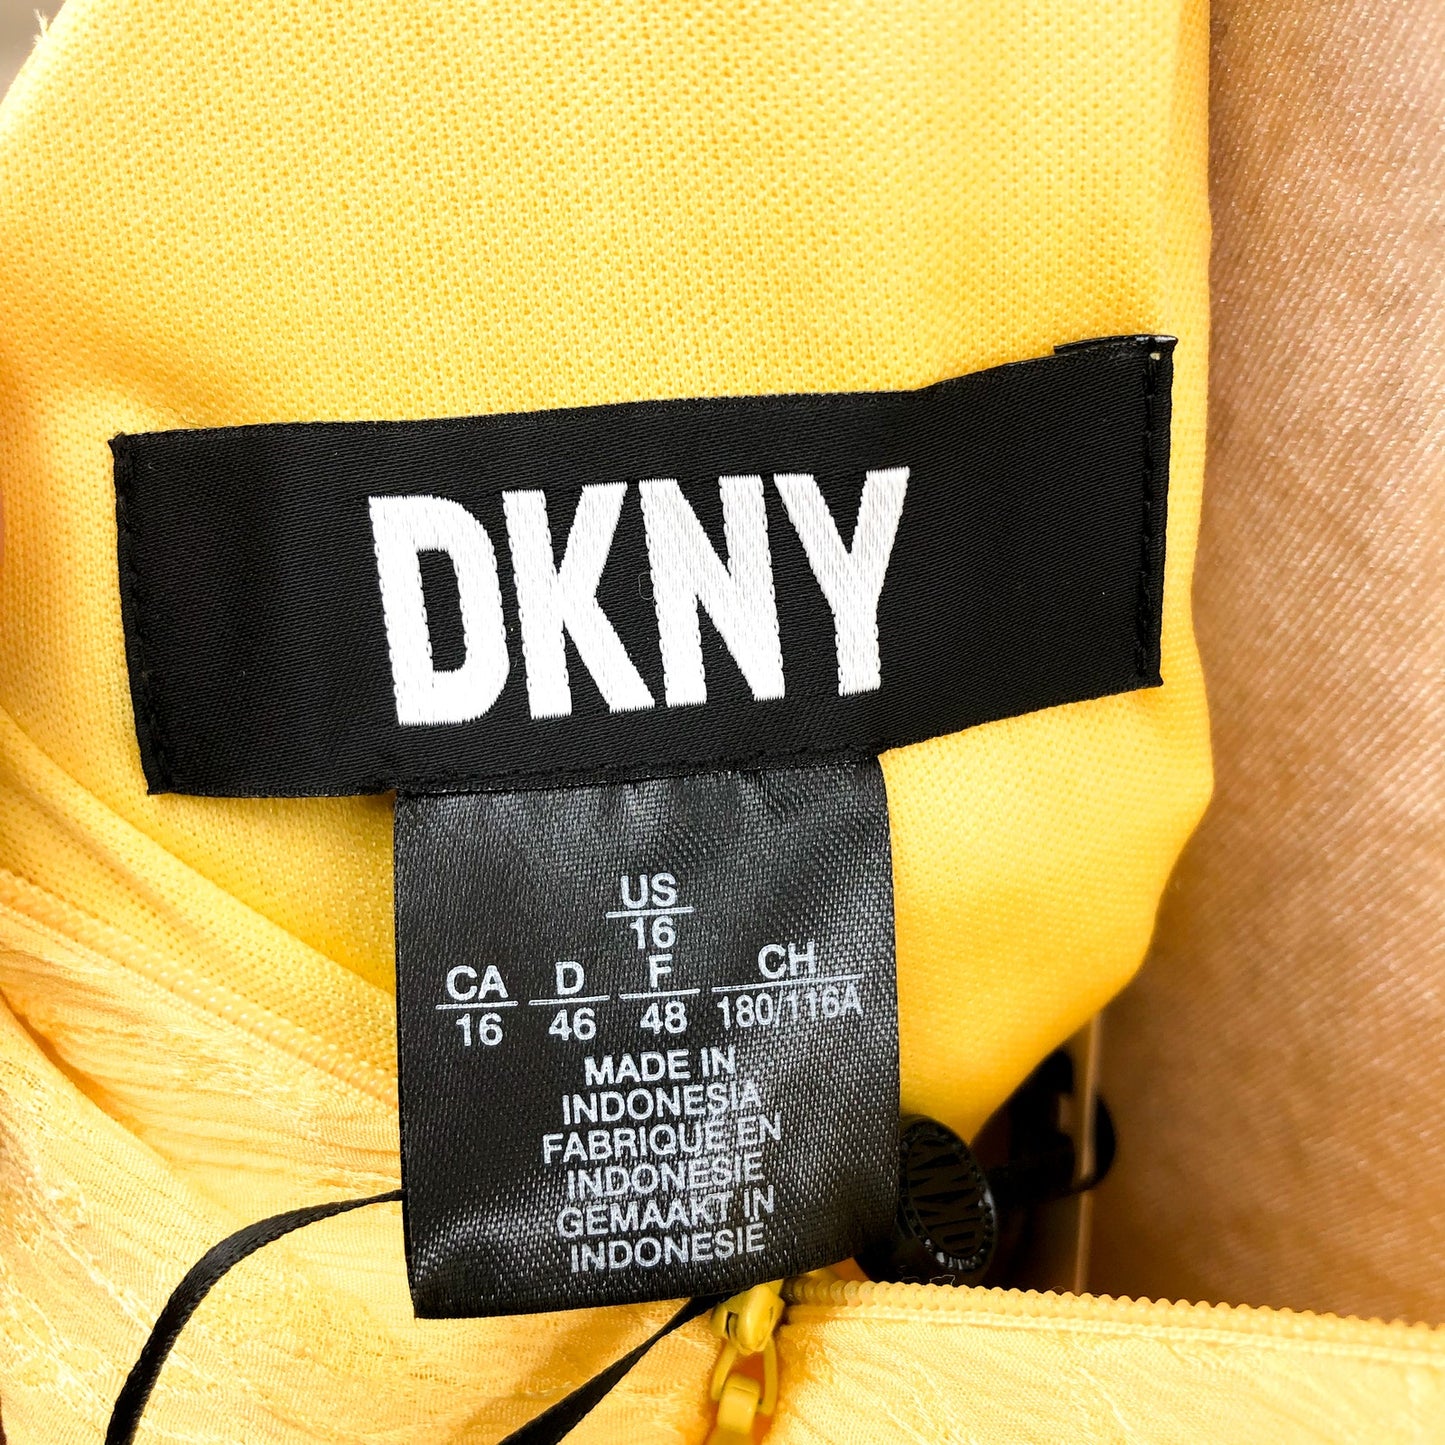 DKNY
US
16
CA D F CH
16 46 48 180/116A
MADE IN
INDONESIA
FABRIQUE EN
INDONESIE
GEMAAKT IN
INDONESIE